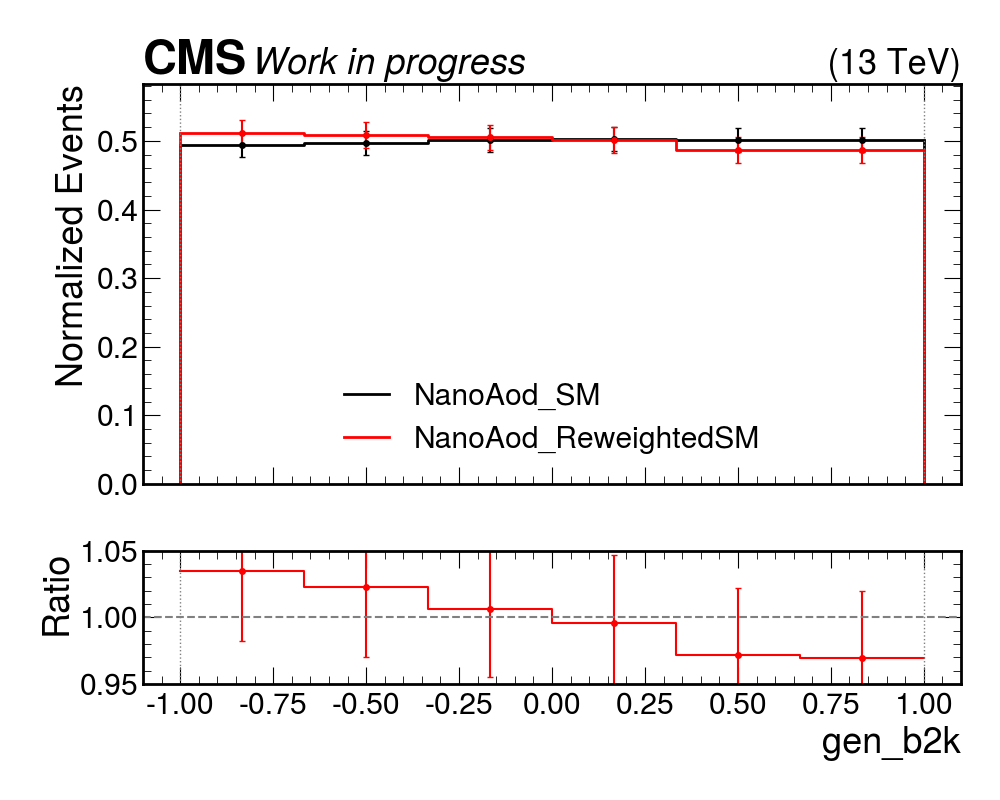 CMS Work in progress (13 TeV)
Normalized Events
0.5
0.4
0.3
0.2
0.1
0.0
NanoAod_SM
NanoAod_ReweightedSM
Ratio
1.05
1.00
0.95
-1.00 -0.75 -0.50 -0.25 0.00 0.25 0.50 0.75 1.00
gen_b2k